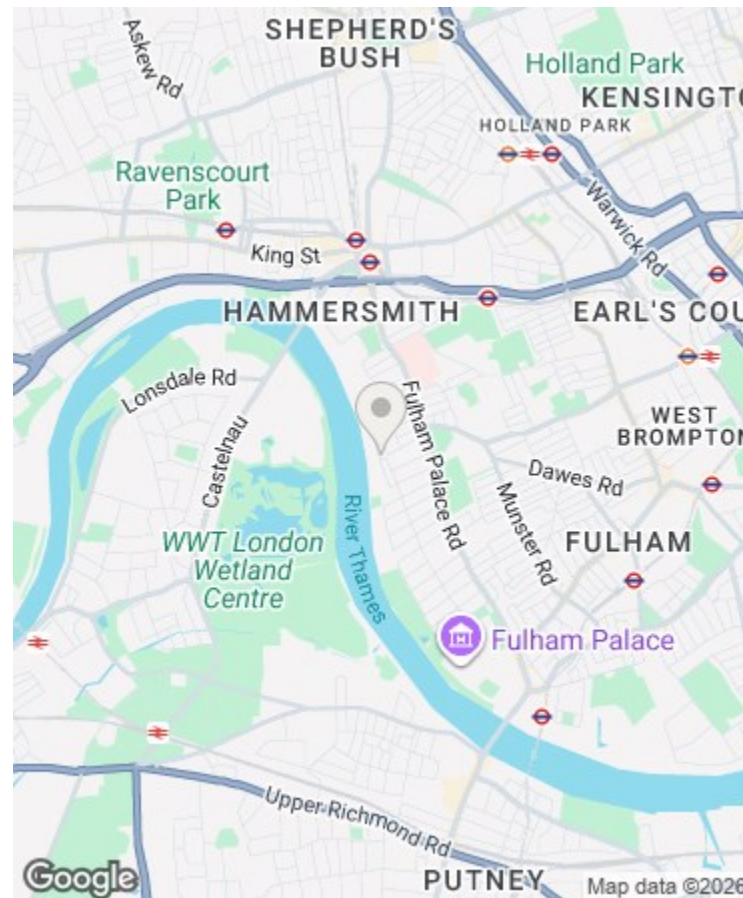 SHEPHERD'S
BUSH
Askew Rd
Holland Park
KENSINGTO
HOLLAND PARK
Ravenscourt
Park
Warwick Rd
King St
HAMMERSMITH
EARL'S COU
Lonsdale Rd
Castelnau
Fulham Palace Rd
WEST
BROMPTON
Dawes Rd
Munster Rd
River Thames
WWT London
Wetland
Centre
FULHAM
Fulham Palace
Upper Richmond Rd
PUTNEY
Google
Map data ©2026